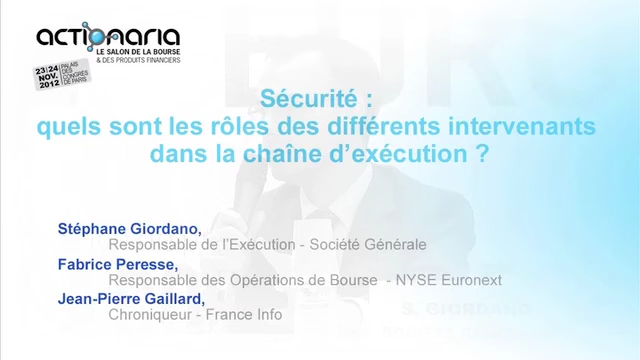 actionaria
LE SALON DE LA BOURSE
& DES PRODUITS FINANCIERS
23|24
NOV.
2012
PALAIS
DES
CONGRÈS
DE PARIS
EURO
Sécurité :
quels sont les rôles des différents intervenants
dans la chaîne d’exécution ?
Stéphane Giordano,
Responsable de l’Exécution - Société Générale
Fabrice Peresse,
Responsable des Opérations de Bourse - NYSE Euronext
Jean-Pierre Gaillard,
Chroniqueur - France Info
S. GIORDANO